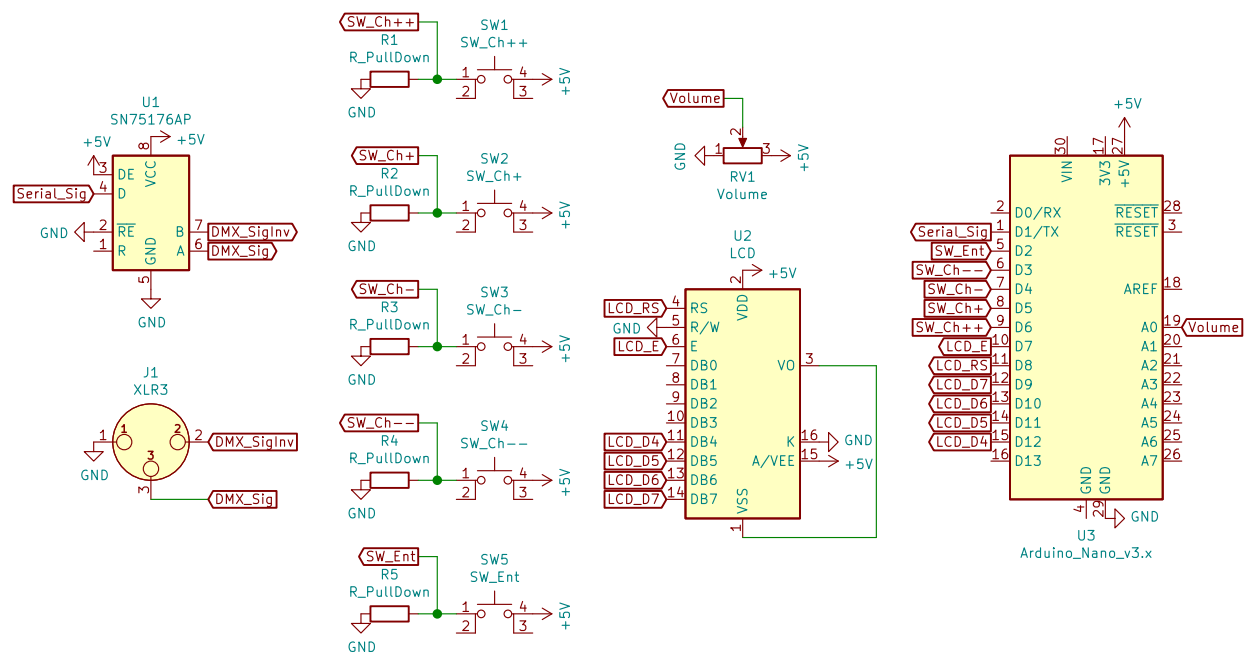 U1
SN75176AP
+5V
8
+5V
VCC
3
DE
Serial_Sig
4
D
GND
2
RE
B
7
DMX_SigInv
1
R
A
6
DMX_Sig
GND
5
GND
J1
XLR3
1
1
2
2
DMX_SigInv
GND
3
3
DMX_Sig
SW_Ch++
R1
R_PullDown
GND
SW1
SW_Ch++
1
4
2
3
+5V
SW_Ch+
R2
R_PullDown
GND
SW2
SW_Ch+
1
4
2
3
+5V
SW_Ch-
R3
R_PullDown
GND
SW3
SW_Ch-
1
4
2
3
+5V
SW_Ch--
R4
R_PullDown
GND
SW4
SW_Ch--
1
4
2
3
+5V
SW_Ent
R5
R_PullDown
GND
SW5
SW_Ent
1
4
2
3
+5V
Volume
2
GND
1
3
+5V
RV1
Volume
U2
LCD
2
+5V
VDD
LCD_RS
4
RS
GND
5
R/W
LCD_E
6
E
7
DB0
VO
3
8
DB1
9
DB2
10
DB3
LCD_D4
11
DB4
K
16
GND
LCD_D5
12
DB5
A/VEE
15
+5V
LCD_D6
13
DB6
LCD_D7
14
DB7
VSS
1
+5V
30
17
27
VIN
3V3
+5V
2
D0/RX
RESET
28
Serial_Sig
1
D1/TX
RESET
3
SW_Ent
5
D2
SW_Ch--
6
D3
SW_Ch-
7
D4
AREF
18
SW_Ch+
8
D5
SW_Ch++
9
D6
A0
19
Volume
LCD_E
10
D7
A1
20
LCD_RS
11
D8
A2
21
LCD_D7
12
D9
A3
22
LCD_D6
13
D10
A4
23
LCD_D5
14
D11
A5
24
LCD_D4
15
D12
A6
25
16
D13
A7
26
GND
GND
4
29
GND
U3
Arduino_Nano_v3.x